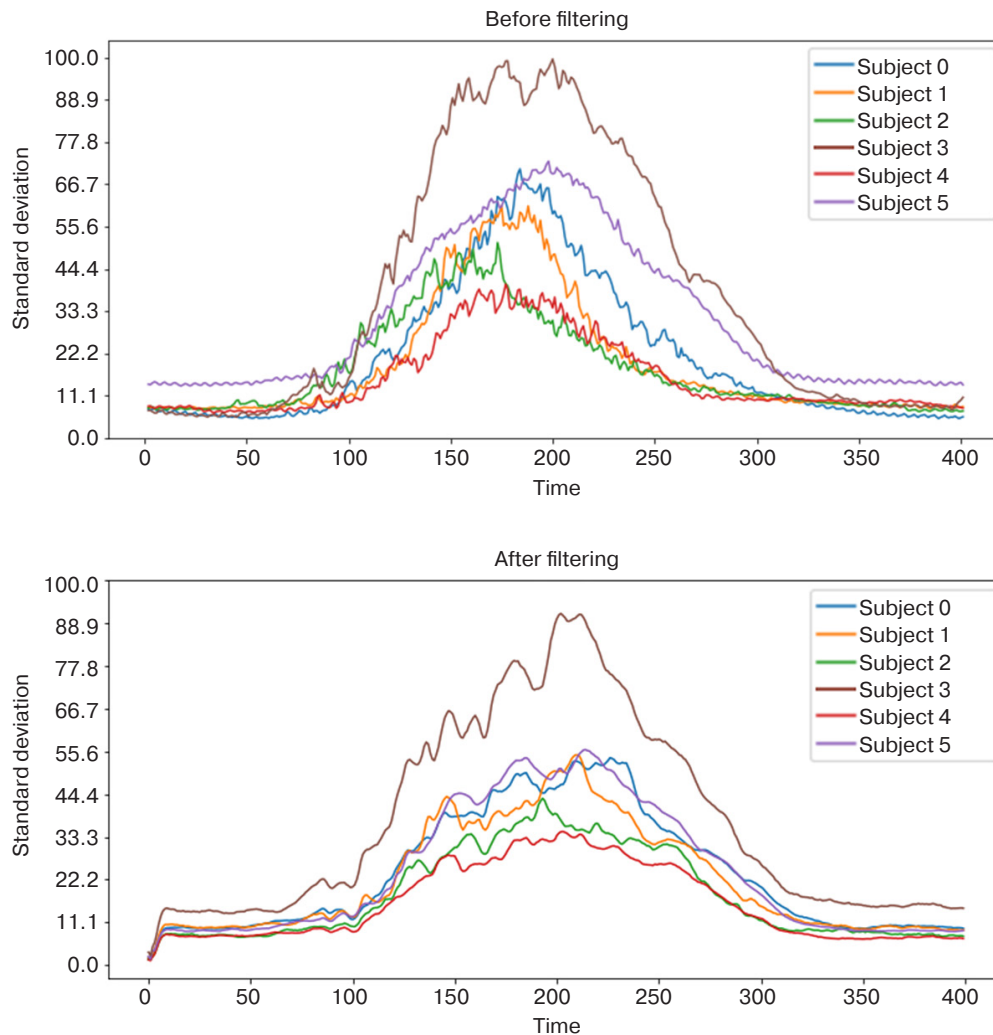 Before filtering
100.0
88.9
77.8
66.7
55.6
44.4
33.3
22.2
11.1
0.0
Standard deviation
Subject 0
Subject 1
Subject 2
Subject 3
Subject 4
Subject 5
0 50 100 150 200 250 300 350 400
Time
After filtering
100.0
88.9
77.8
66.7
55.6
44.4
33.3
22.2
11.1
0.0
Standard deviation
Subject 0
Subject 1
Subject 2
Subject 3
Subject 4
Subject 5
0 50 100 150 200 250 300 350 400
Time